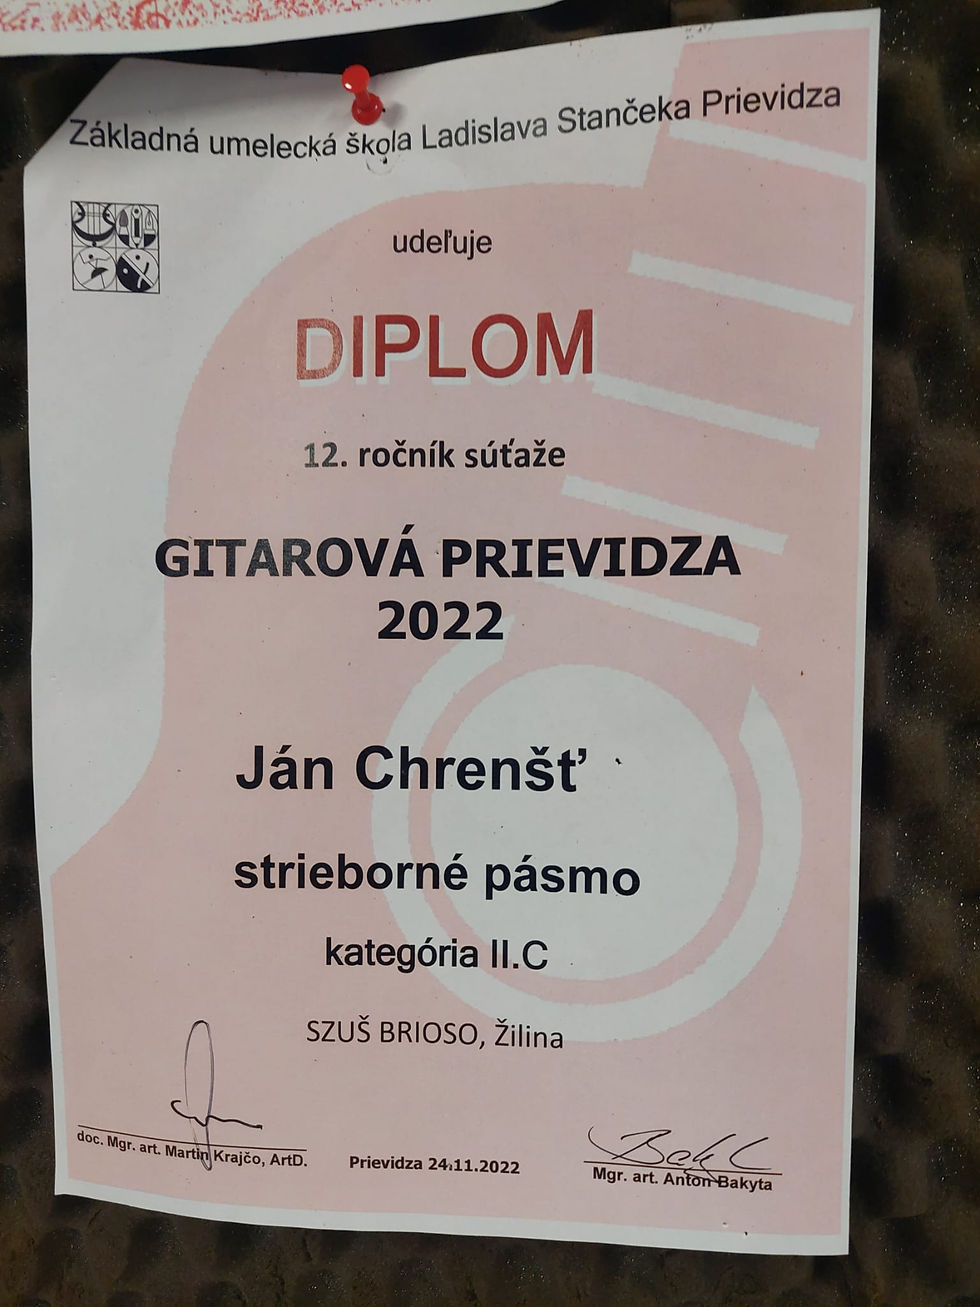 Základná umelecká škola Ladislava Stančeka Prievidza
udeľuje
DIPLOM
12. ročník súťaže
GITAROVÁ PRIEVIDZA
2022
Ján Chrenšť
strieborné pásmo
kategória II.C
SZUŠ BRIOSO, Žilina
doc. Mgr. art. Martin Krajčo, ArtD.
Prievidza 24.11.2022
Mgr. art. Anton Bakyta